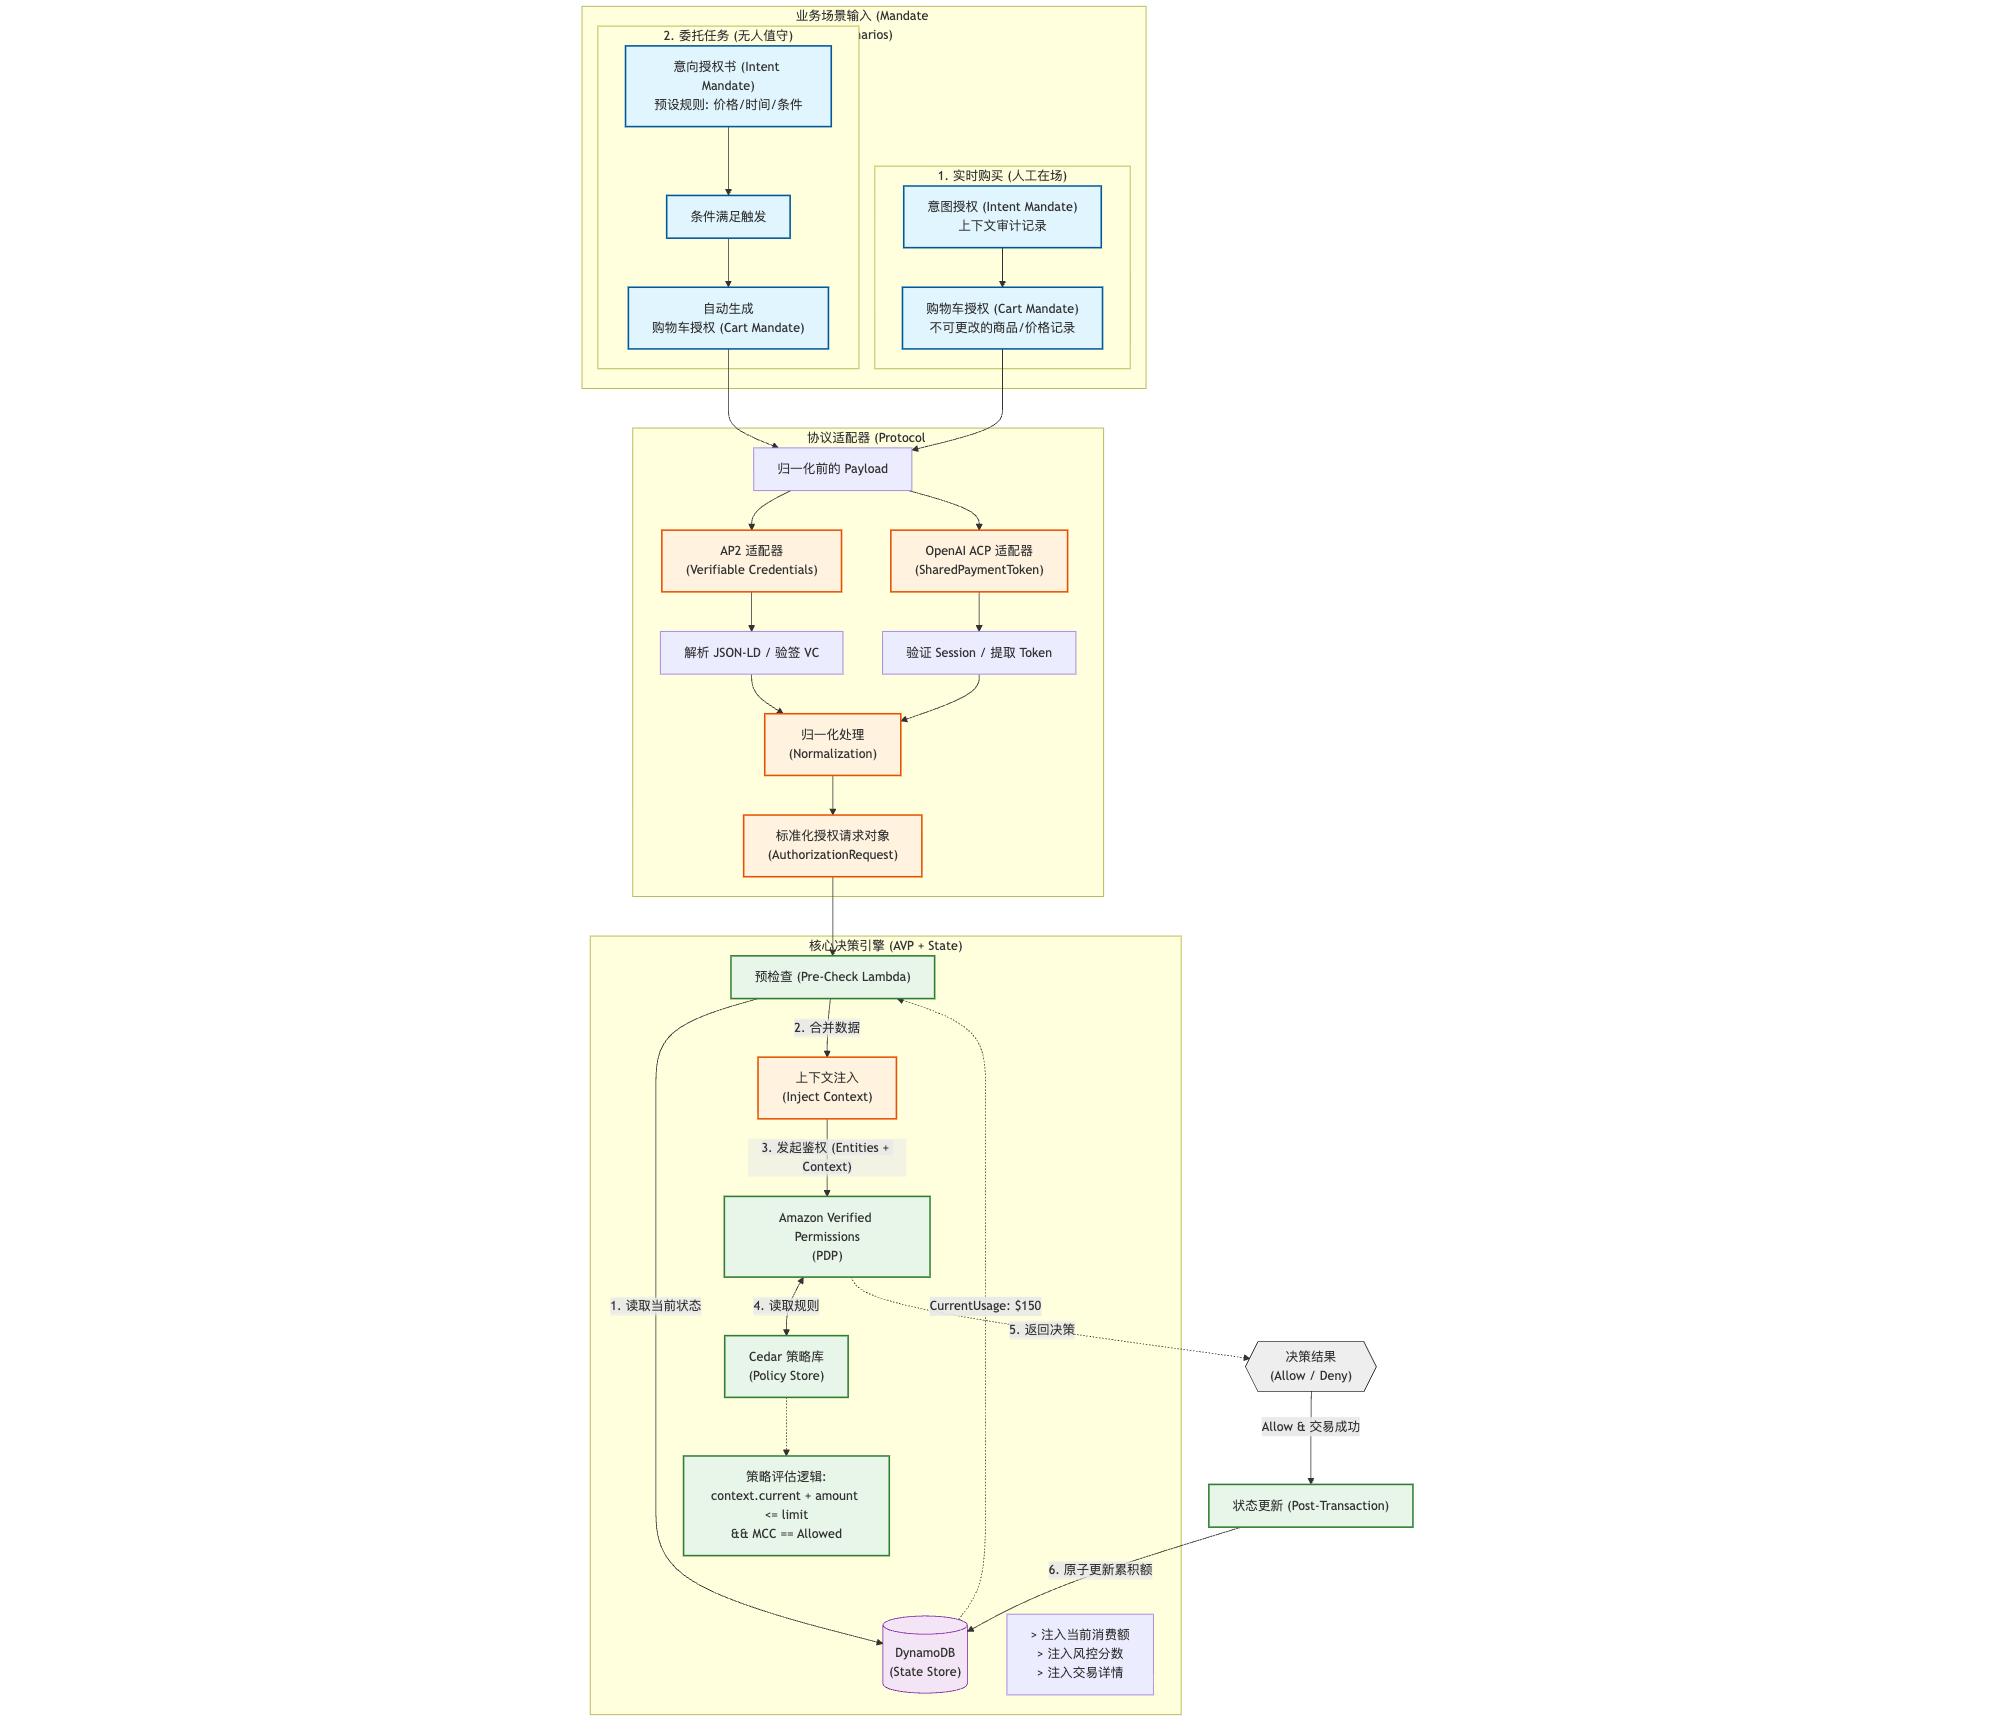 业务场景输入 (Mandate
narios)
2. 委托任务 (无人值守)
意向授权书 (Intent
Mandate)
预设规则: 价格/时间/条件
条件满足触发
自动生成
购物车授权 (Cart Mandate)
1. 实时购买 (人工在场)
意图授权 (Intent Mandate)
上下文审计记录
购物车授权 (Cart Mandate)
不可更改的商品/价格记录
协议适配器 (Protocol
归一化前的 Payload
AP2 适配器
(Verifiable Credentials)
OpenAI ACP 适配器
(SharedPaymentToken)
解析 JSON-LD / 验签 VC
验证 Session / 提取 Token
归一化处理
(Normalization)
标准化授权请求对象
(AuthorizationRequest)
核心决策引擎 (AVP + State)
预检查 (Pre-Check Lambda)
2. 合并数据
上下文注入
(Inject Context)
3. 发起鉴权 (Entities +
Context)
Amazon Verified
Permissions
(PDP)
1. 读取当前状态
4. 读取规则
CurrentUsage: $150
5. 返回决策
Cedar 策略库
(Policy Store)
决策结果
(Allow / Deny)
Allow & 交易成功
策略评估逻辑:
context.current + amount
<= limit
&& MCC == Allowed
状态更新 (Post-Transaction)
6. 原子更新累积额
DynamoDB
(State Store)
> 注入当前消费额
> 注入风控分数
> 注入交易详情